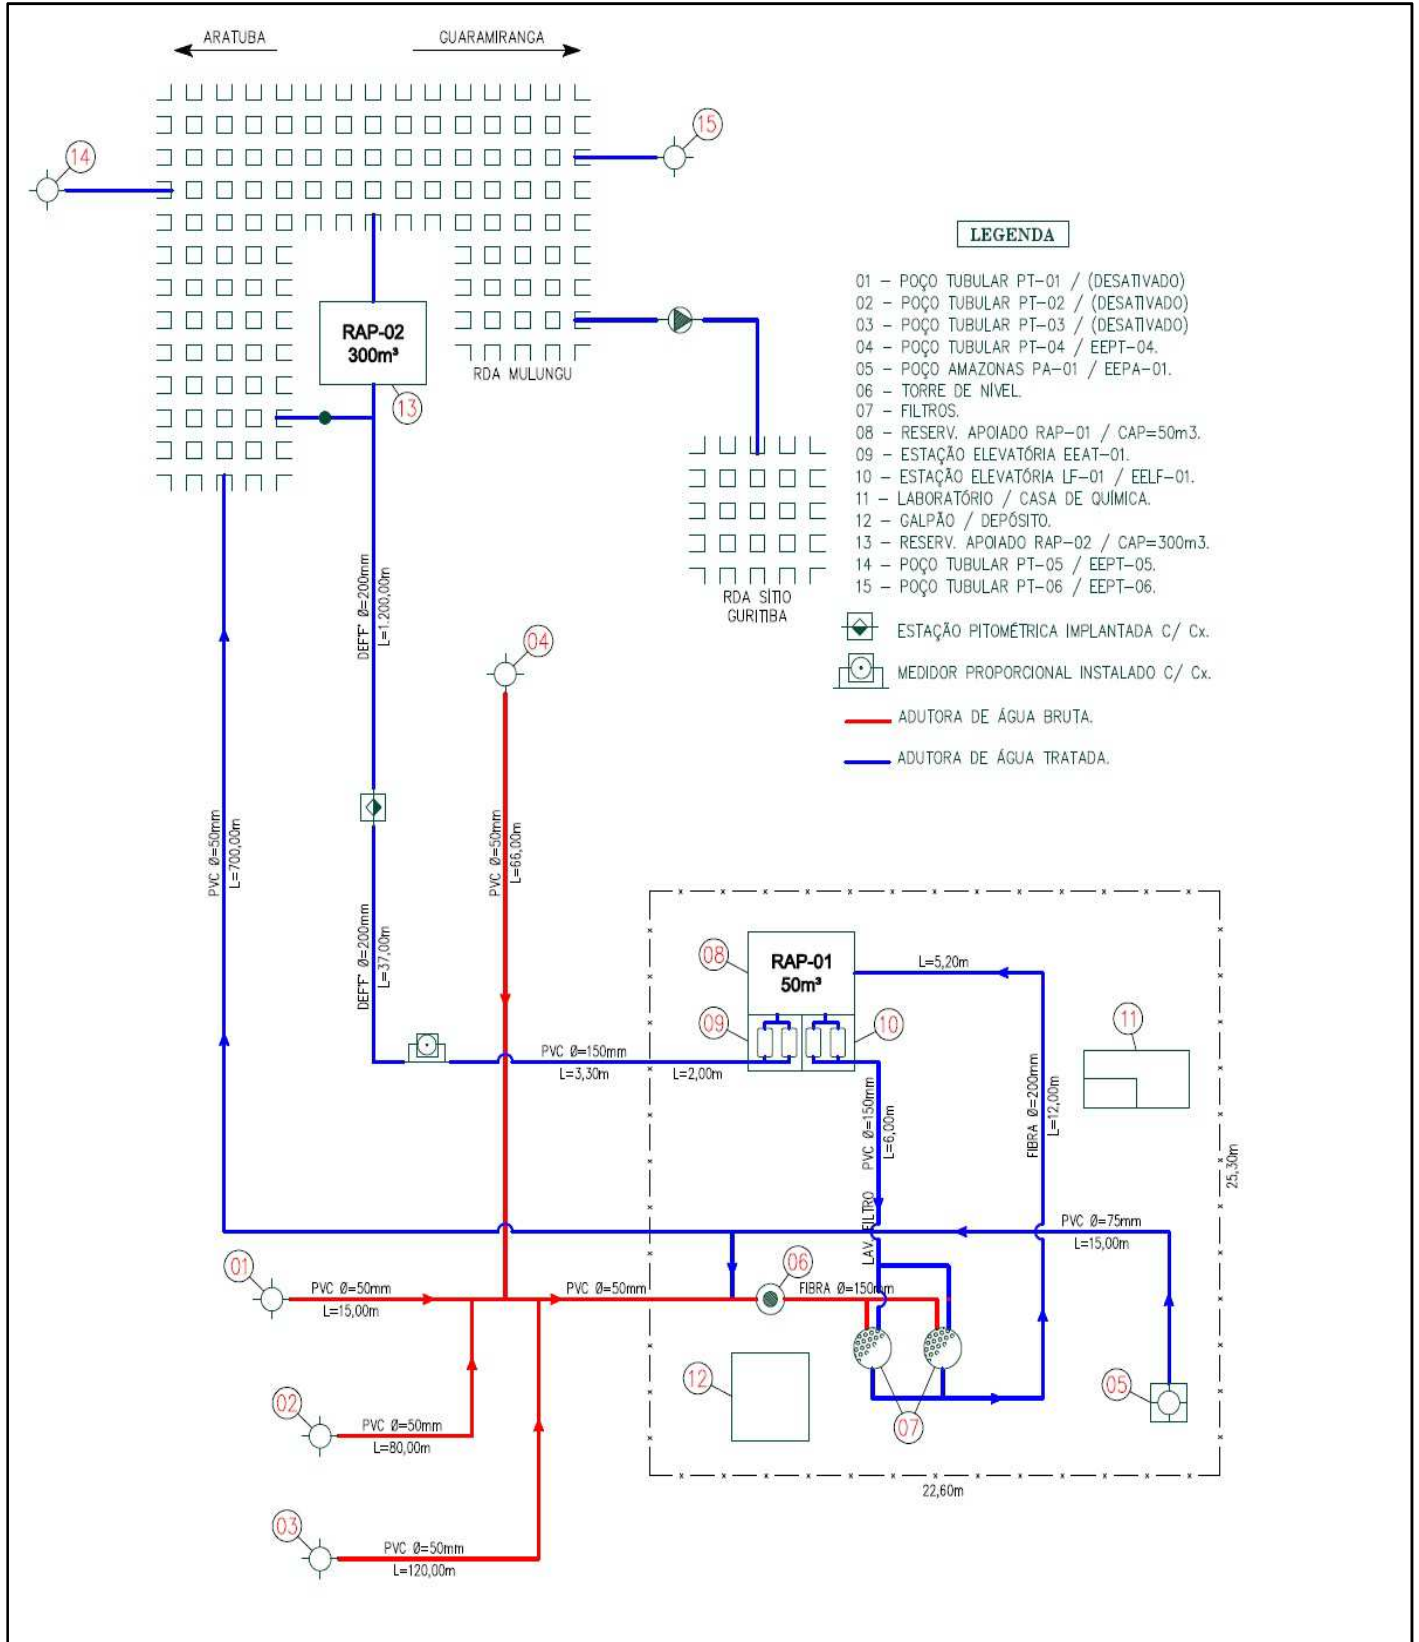 ARATUBA
GUARAMIRANGA
15
14
LEGENDA
01 – POÇO TUBULAR PT–01 / (DESATIVADO)
02 – POÇO TUBULAR PT–02 / (DESATIVADO)
03 – POÇO TUBULAR PT–03 / (DESATIVADO)
04 – POÇO TUBULAR PT–04 / EEPT–04.
05 – POÇO AMAZONAS PA–01 / EEPA–01.
06 – TORRE DE NÍVEL.
07 – FILTROS.
08 – RESERV. APOIADO RAP–01 / CAP=50m3.
09 – ESTAÇÃO ELEVATÓRIA EEAT–01.
10 – ESTAÇÃO ELEVATÓRIA LF–01 / EELF–01.
11 – LABORATÓRIO / CASA DE QUÍMICA.
12 – GALPÃO / DEPÓSITO.
13 – RESERV. APOIADO RAP–02 / CAP=300m3.
14 – POÇO TUBULAR PT–05 / EEPT–05.
15 – POÇO TUBULAR PT–06 / EEPT–06.
ESTAÇÃO PITOMÉTRICA IMPLANTADA C/ Cx.
MEDIDOR PROPORCIONAL INSTALADO C/ Cx.
ADUTORA DE ÁGUA BRUTA.
ADUTORA DE ÁGUA TRATADA.
RAP-02
300m³
13
RDA MULUNGU
RDA SÍTIO
GURITIBA
DEF°F° Ø=200mm
L=1.200,00m
04
PVC Ø=50mm
L=700,00m
PVC Ø=50mm
L=66,00m
DEF°F° Ø=200mm
L=37,00m
08
RAP-01
50m³
L=5,20m
09
10
11
PVC Ø=150mm
L=3,30m
L=2,00m
PVC Ø=150mm
L=6,00m
LAV. FILTRO
FIBRA Ø=200mm
L=12,00m
25,30m
PVC Ø=75mm
L=15,00m
01
PVC Ø=50mm
L=15,00m
PVC Ø=50mm
06
FIBRA Ø=150mm
12
07
05
02
PVC Ø=50mm
L=80,00m
22,60m
03
PVC Ø=50mm
L=120,00m